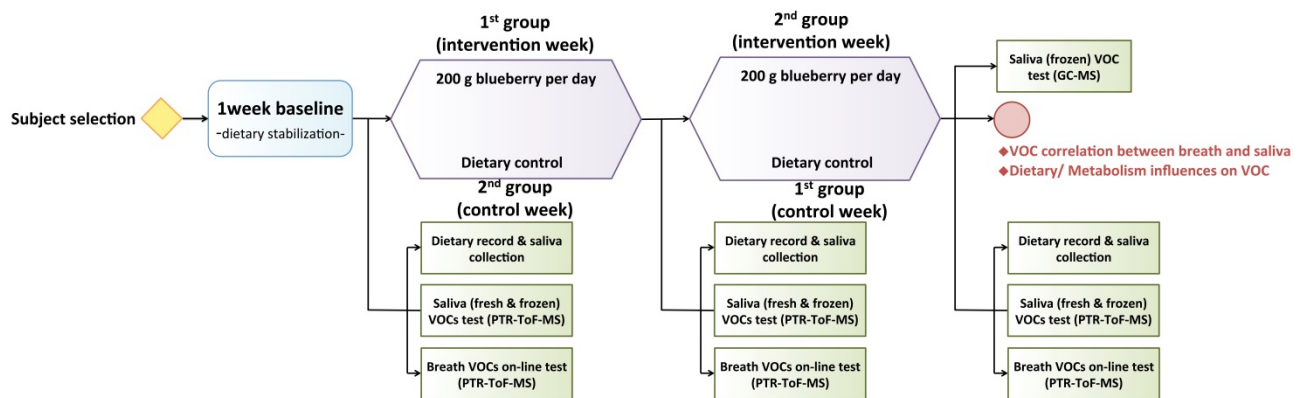 Subject selection
1week baseline
-dietary stabilization-
1st group
(intervention week)
200 g blueberry per day
Dietary control
2nd group
(control week)
Dietary record & saliva
collection
Saliva (fresh & frozen)
VOCs test (PTR-ToF-MS)
Breath VOCs on-line test
(PTR-ToF-MS)
2nd group
(intervention week)
200 g blueberry per day
Dietary control
1st group
(control week)
Dietary record & saliva
collection
Saliva (fresh & frozen)
VOCs test (PTR-ToF-MS)
Breath VOCs on-line test
(PTR-ToF-MS)
Saliva (frozen) VOC
test (GC-MS)
◆VOC correlation between breath and saliva
◆Dietary/ Metabolism influences on VOC
Dietary record & saliva
collection
Saliva (fresh & frozen)
VOCs test (PTR-ToF-MS)
Breath VOCs on-line test
(PTR-ToF-MS)